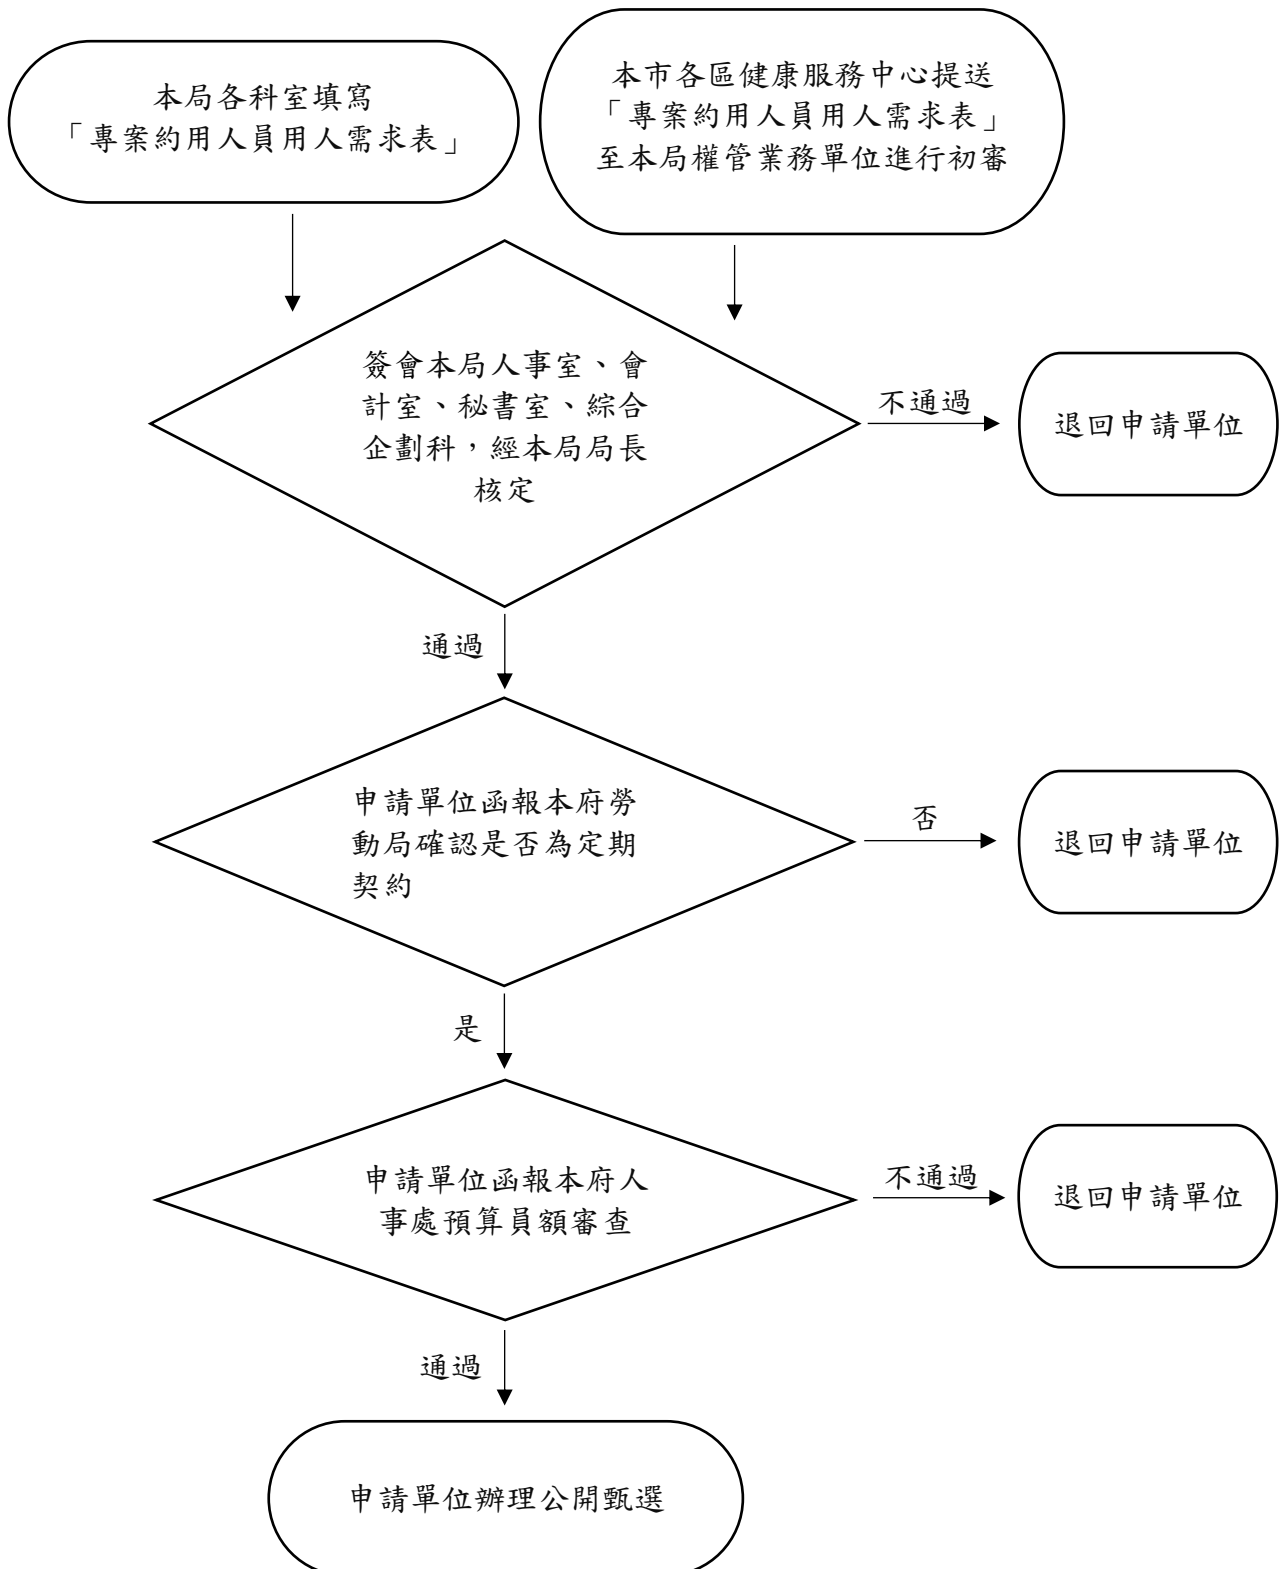 本局各科室填寫
「專案約用人員用人需求表」
本市各區健康服務中心提送
「專案約用人員用人需求表」
至本局權管業務單位進行初審
簽會本局人事室、會
計室、秘書室、綜合
企劃科，經本局局長
核定
不通過
退回申請單位
通過
申請單位函報本府勞
動局確認是否為定期
契約
否
退回申請單位
是
申請單位函報本府人
事處預算員額審查
不通過
退回申請單位
通過
申請單位辦理公開甄選